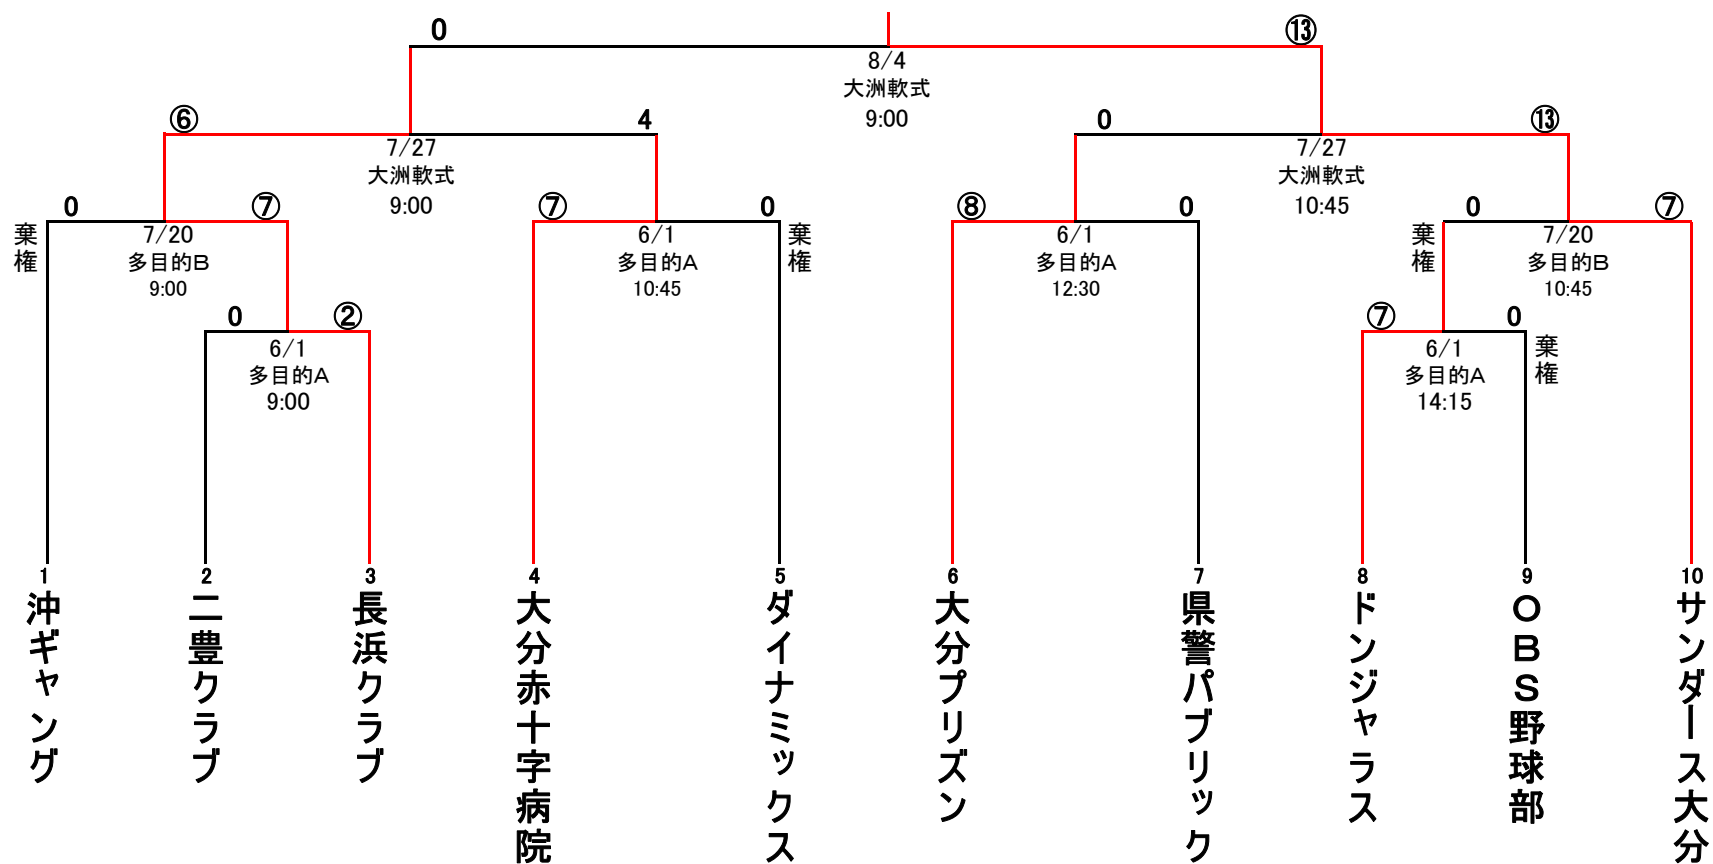 0
⑬
8/4
大洲軟式
9:00
⑥
4
7/27
大洲軟式
9:00
0
⑬
7/27
大洲軟式
10:45
棄権
0
⑦
7/20
多目的B
9:00
⑦
0
棄権
6/1
多目的A
10:45
⑧
0
6/1
多目的A
12:30
棄権
0
⑦
7/20
多目的B
10:45
0
②
6/1
多目的A
9:00
⑦
0
棄権
6/1
多目的A
14:15
1
沖ギャング
2
二豊クラブ
3
長浜クラブ
4
大分赤十字病院
5
ダイナミックス
6
大分プリズン
7
県警パブリック
8
ドンジャラス
9
OBS野球部
10
サンダース大分